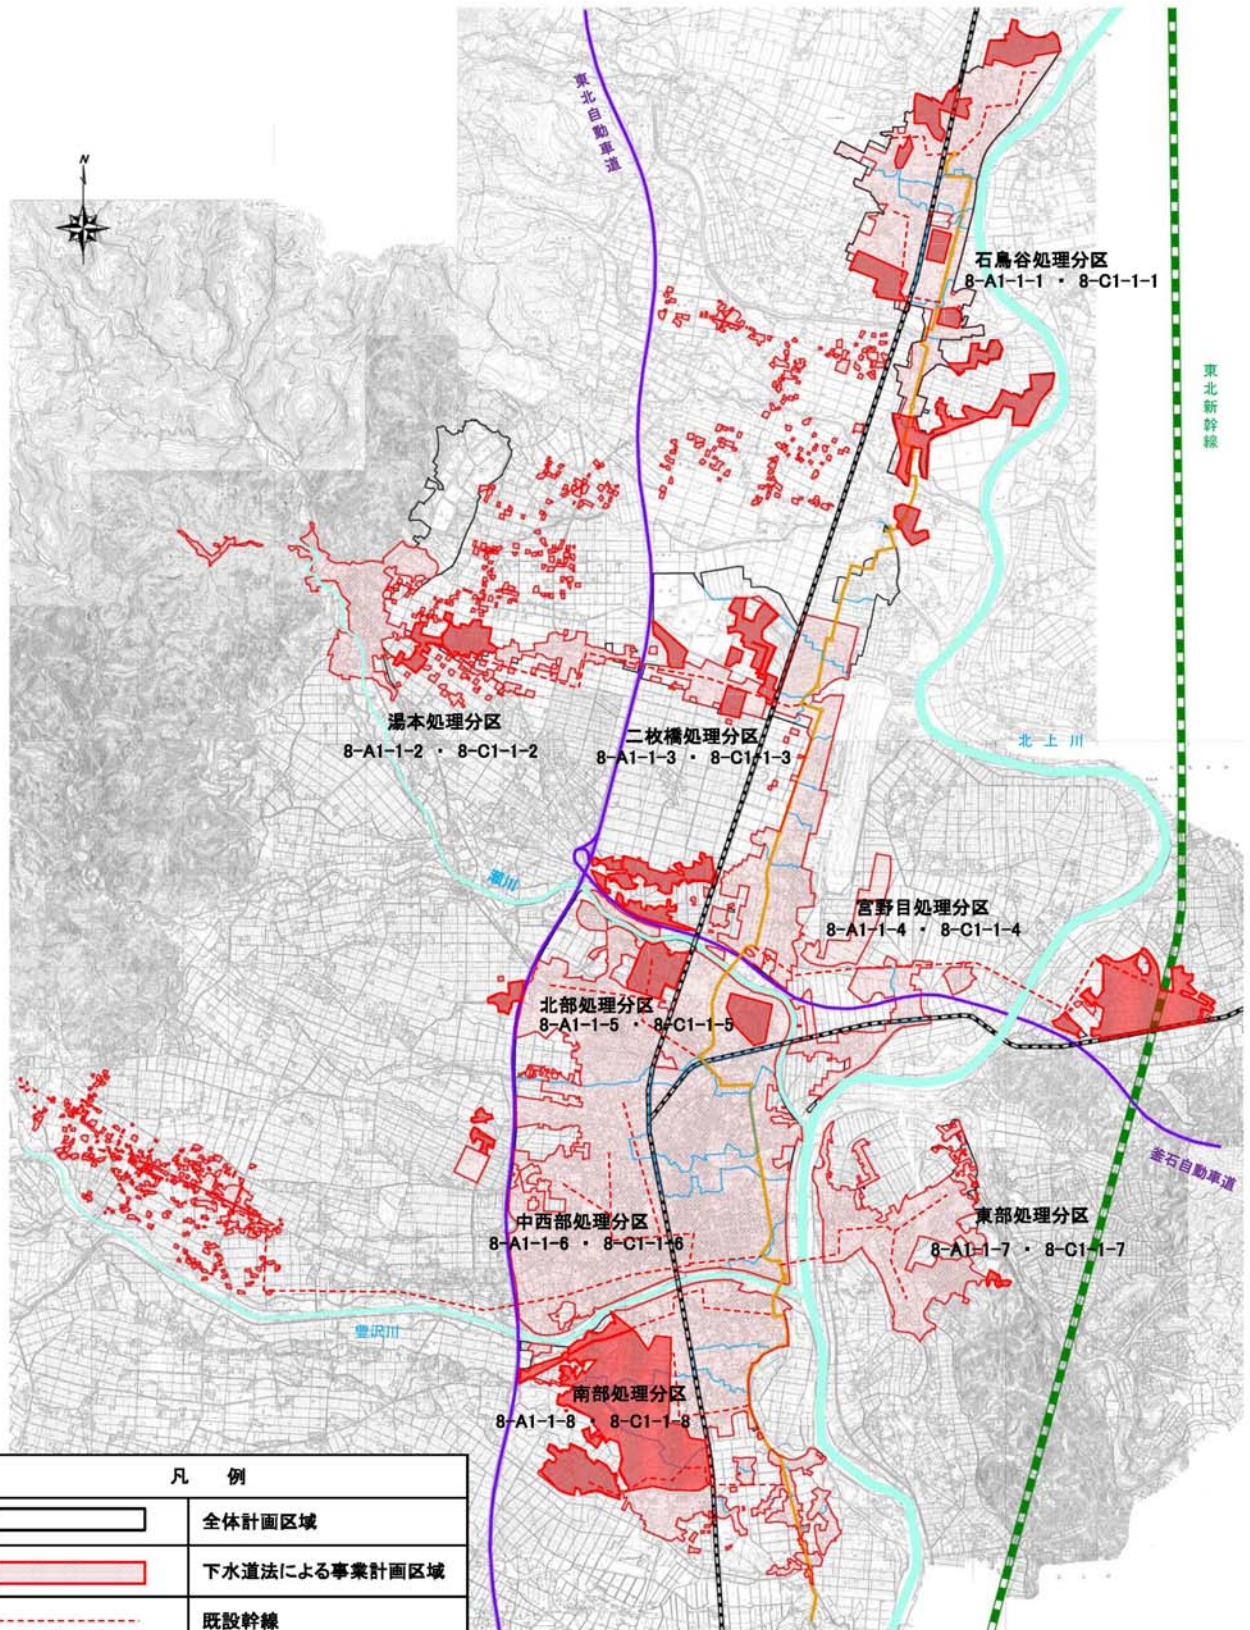 N
東北自動車道
石鳥谷処理分区
8-A1-1-1 ・ 8-C1-1-1
東北新幹線
湯本処理分区
8-A1-1-2 ・ 8-C1-1-2
二枚橋処理分区
8-A1-1-3 ・ 8-C1-1-3
北上川
瀬川
宮野目処理分区
8-A1-1-4 ・ 8-C1-1-4
北部処理分区
8-A1-1-5 ・ 8-C1-1-5
釜石自動車道
中西部処理分区
8-A1-1-6 ・ 8-C1-1-6
東部処理分区
8-A1-1-7 ・ 8-C1-1-7
豊沢川
南部処理分区
8-A1-1-8 ・ 8-C1-1-8
凡 例
全体計画区域
下水道法による事業計画区域
既設幹線